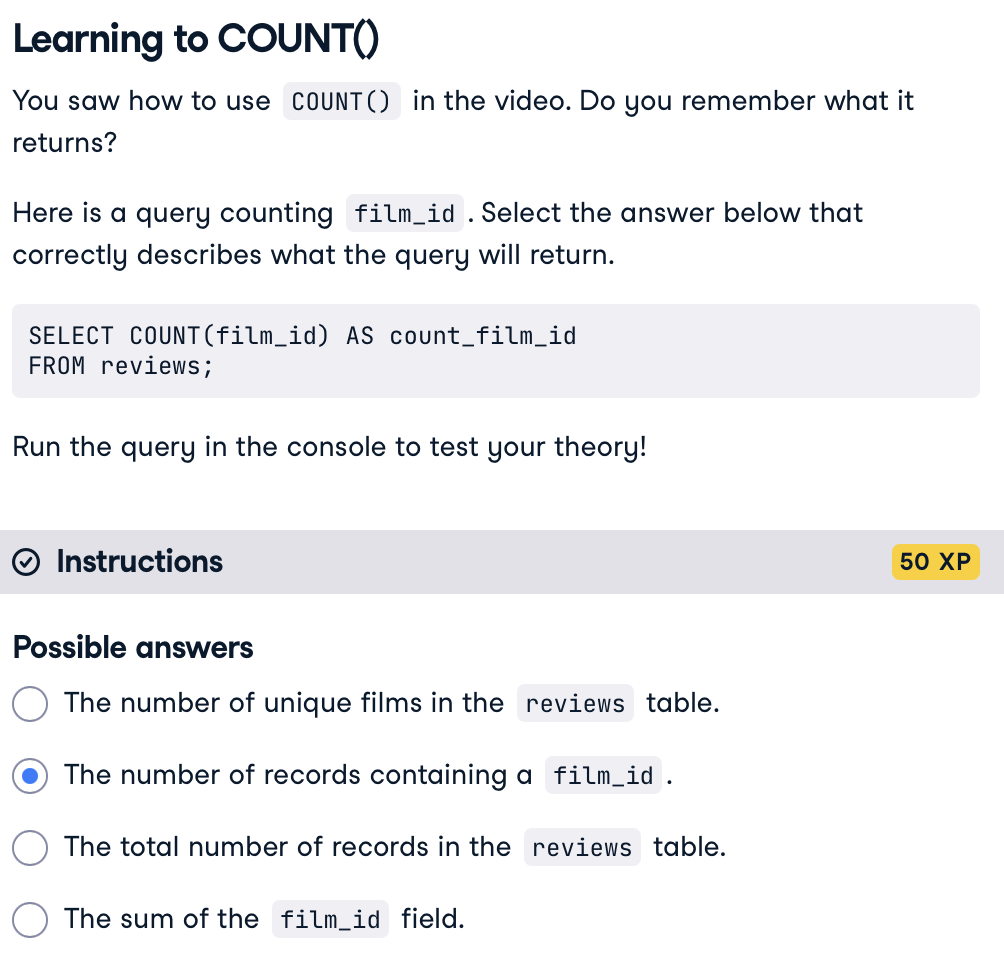 Learning to COUNT()
You saw how to use COUNT() in the video. Do you remember what it
returns?
Here is a query counting film_id. Select the answer below that
correctly describes what the query will return.
SELECT COUNT(film_id) AS count_film_id
FROM reviews;
Run the query in the console to test your theory!
Instructions 50 XP
Possible answers
The number of unique films in the reviews table.
The number of records containing a film_id.
The total number of records in the reviews table.
The sum of the film_id field.